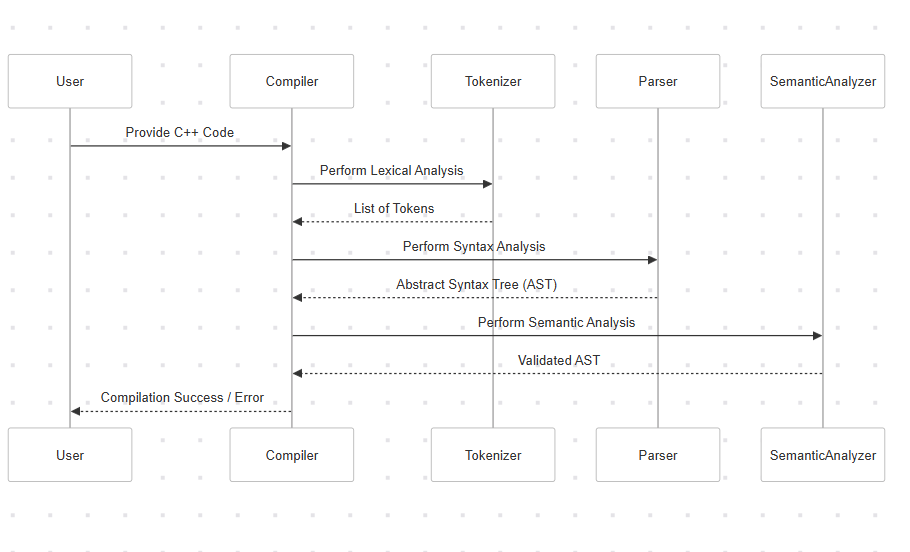 User
Compiler
Tokenizer
Parser
SemanticAnalyzer
Provide C++ Code
Perform Lexical Analysis
List of Tokens
Perform Syntax Analysis
Abstract Syntax Tree (AST)
Perform Semantic Analysis
Validated AST
Compilation Success / Error
User
Compiler
Tokenizer
Parser
SemanticAnalyzer